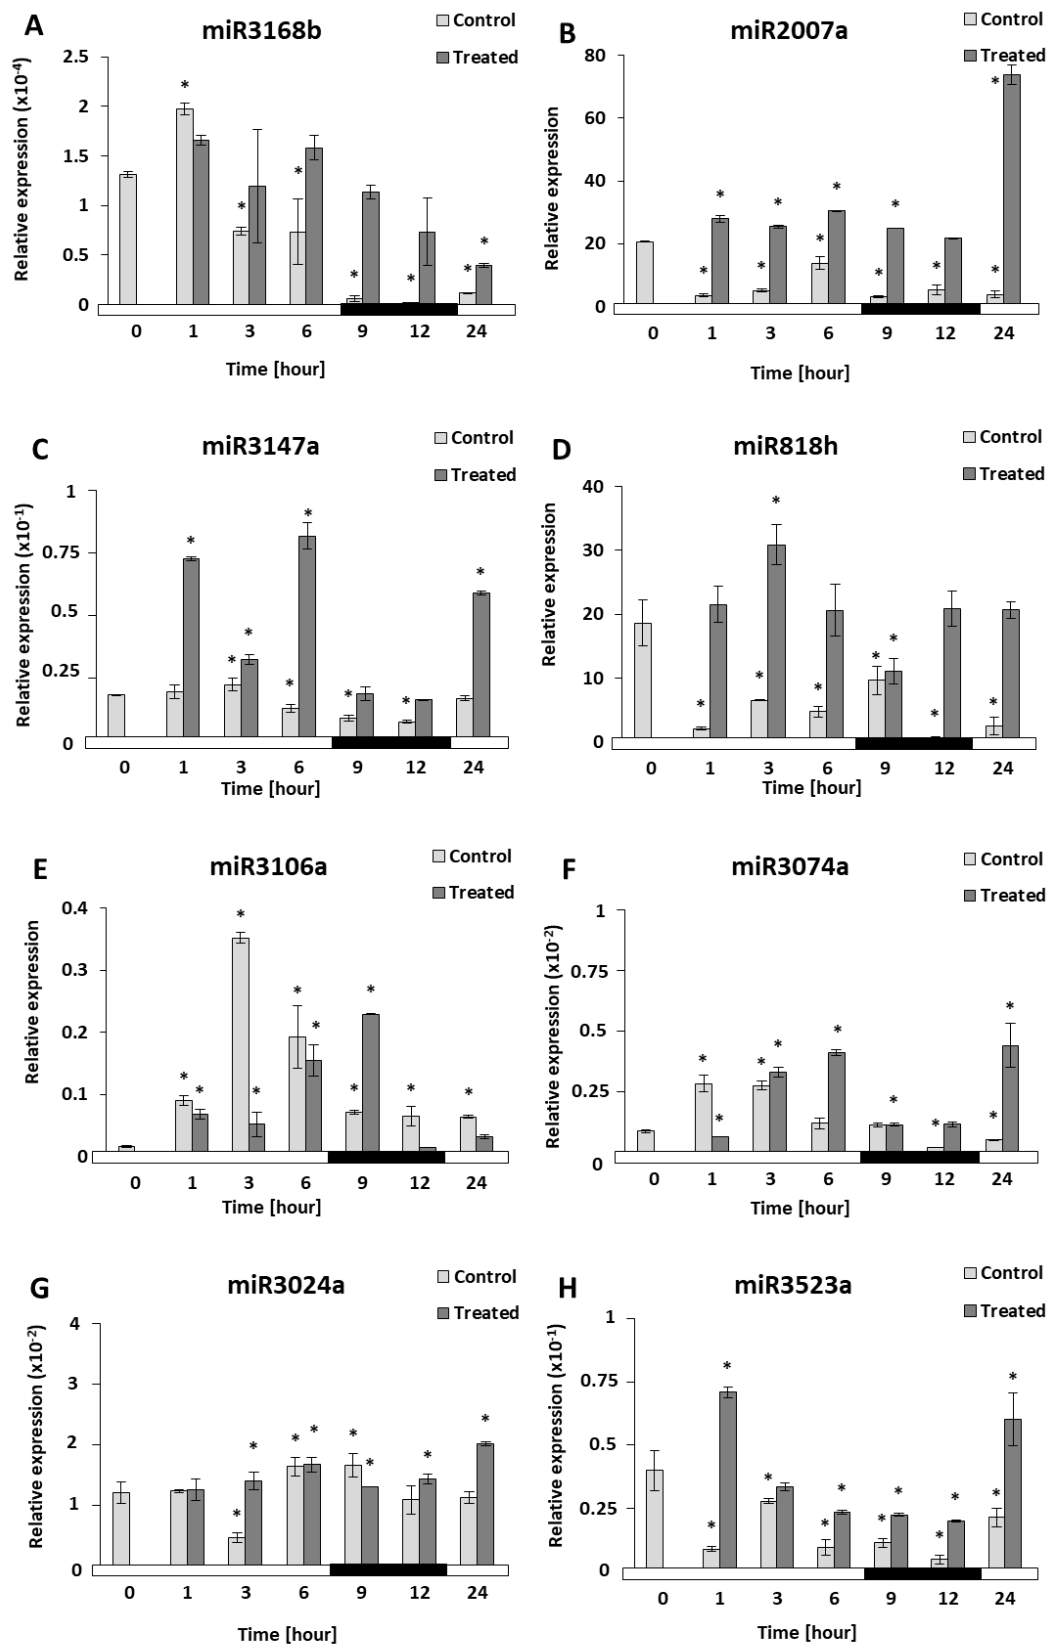 A
miR3168b
Control
Treated
Relative expression (x10-4)
2.5
2
1.5
1
0.5
0
* * * * * * *
0 1 3 6 9 12 24
Time [hour]
B
miR2007a
Control
Treated
Relative expression
80
60
40
20
0
* * * * * * * * * * *
0 1 3 6 9 12 24
Time [hour]
C
miR3147a
Control
Treated
Relative expression (x10-1)
1
0.75
0.5
0.25
0
* * * * * * * *
0 1 3 6 9 12 24
Time [hour]
D
miR818h
Control
Treated
Relative expression
40
30
20
10
0
* * * * * * * *
0 1 3 6 9 12 24
Time [hour]
E
miR3106a
Control
Treated
Relative expression
0.4
0.3
0.2
0.1
0
* * * * * * * * * *
0 1 3 6 9 12 24
Time [hour]
F
miR3074a
Control
Treated
Relative expression (x10-2)
1
0.75
0.5
0.25
0
* * * * * * * * *
0 1 3 6 9 12 24
Time [hour]
G
miR3024a
Control
Treated
Relative expression (x10-2)
4
3
2
1
0
* * * * * * * *
0 1 3 6 9 12 24
Time [hour]
H
miR3523a
Control
Treated
Relative expression (x10-1)
1
0.75
0.5
0.25
0
* * * * * * * * * * *
0 1 3 6 9 12 24
Time [hour]